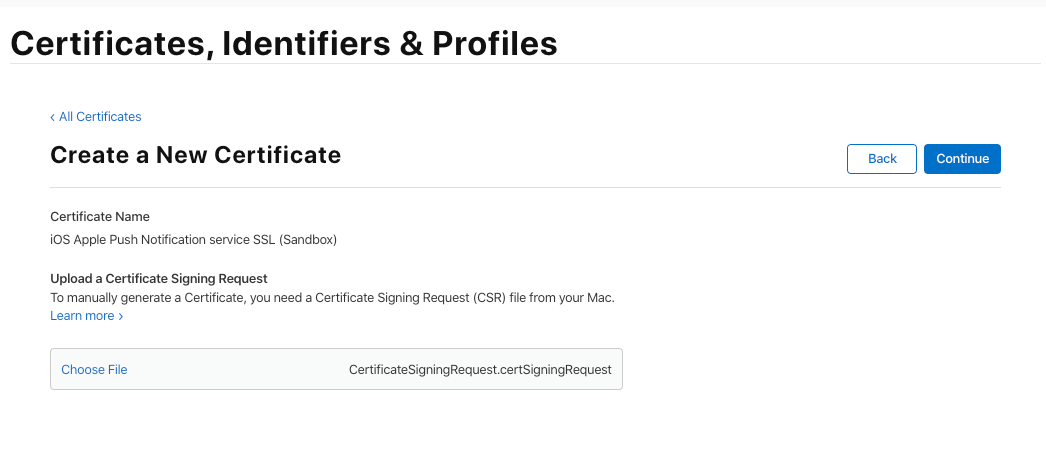 Certificates, Identifiers & Profiles
‹ All Certificates
Create a New Certificate
Back
Continue
Certificate Name
iOS Apple Push Notification service SSL (Sandbox)
Upload a Certificate Signing Request
To manually generate a Certificate, you need a Certificate Signing Request (CSR) file from your Mac.
Learn more ›
Choose File
CertificateSigningRequest.certSigningRequest